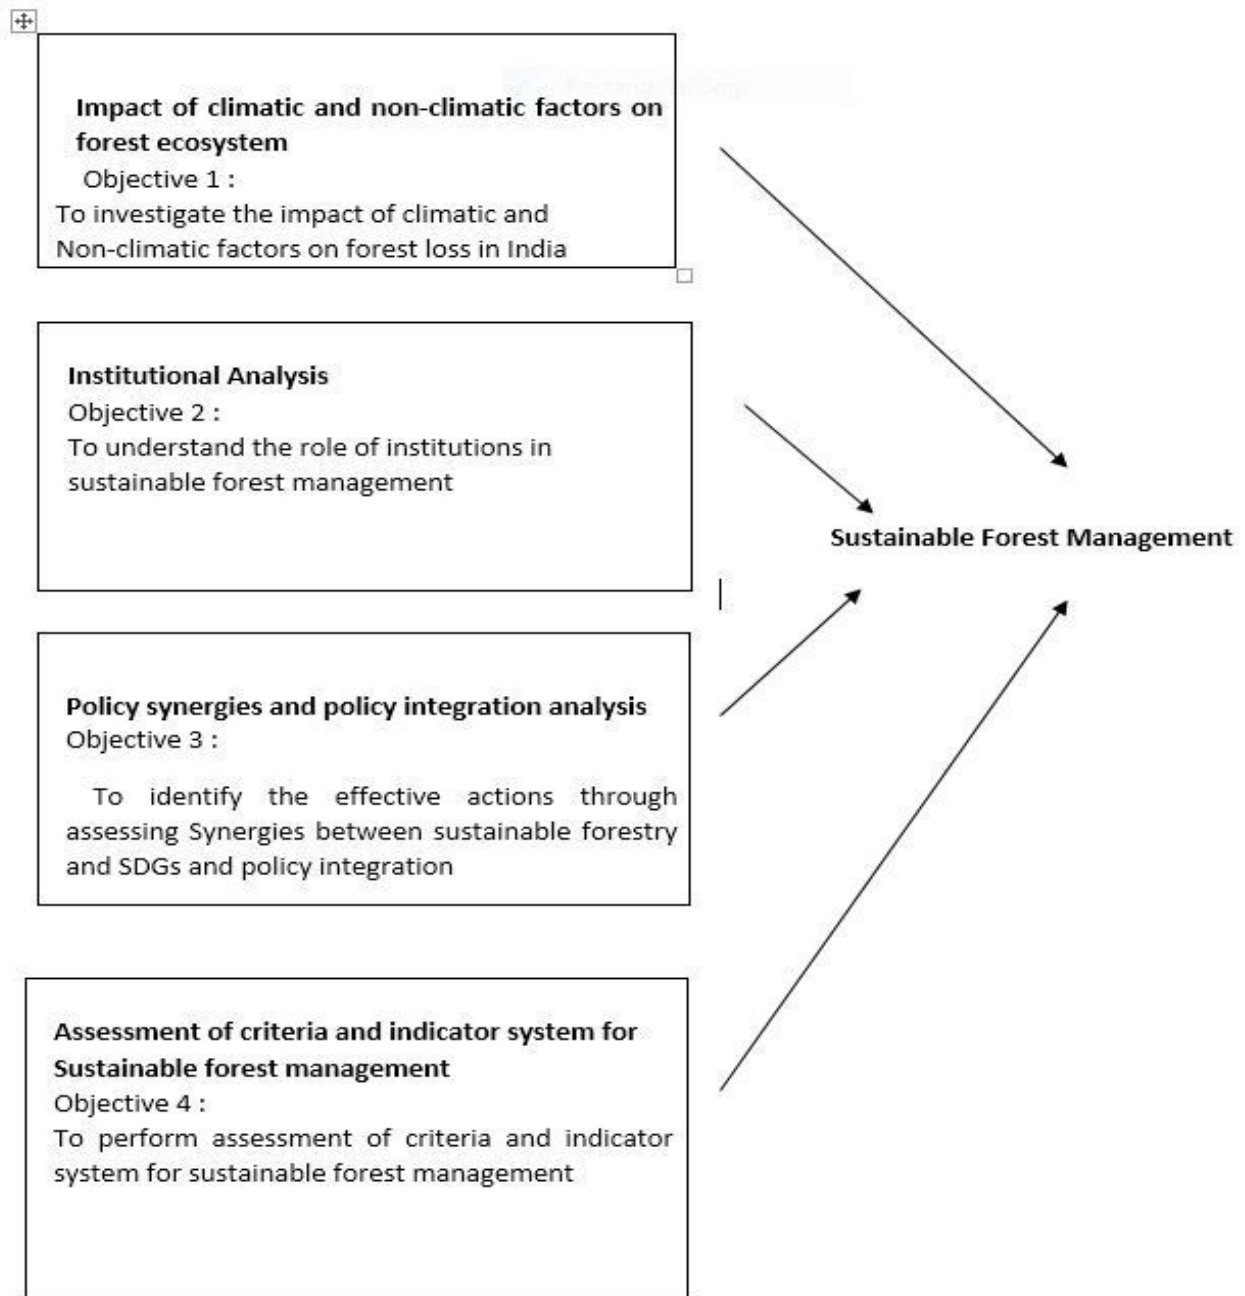 Impact of climatic and non-climatic factors on
forest ecosystem
Objective 1 :
To investigate the impact of climatic and
Non-climatic factors on forest loss in India
Institutional Analysis
Objective 2 :
To understand the role of institutions in
sustainable forest management
Sustainable Forest Management
Policy synergies and policy integration analysis
Objective 3 :
To identify the effective actions through
assessing Synergies between sustainable forestry
and SDGs and policy integration
Assessment of criteria and indicator system for
Sustainable forest management
Objective 4 :
To perform assessment of criteria and indicator
system for sustainable forest management